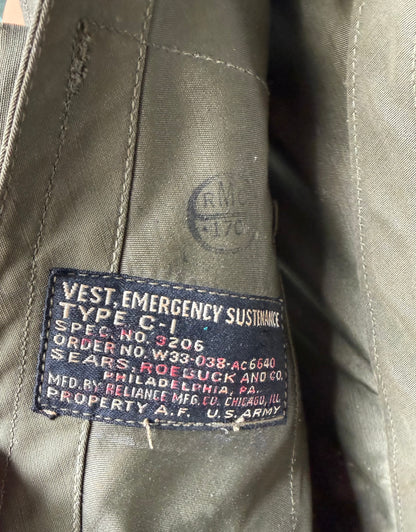 RMC
VEST, EMERGENCY SUSTENANCE
TYPE C-1
SPEC. NO. 3206
ORDER NO. W33-038-AC6640
SEARS, ROEBUCK AND CO.
PHILADELPHIA, PA.
MFD. BY RELIANCE MFG. CO. CHICAGO, ILL.
PROPERTY A.F. U.S. ARMY